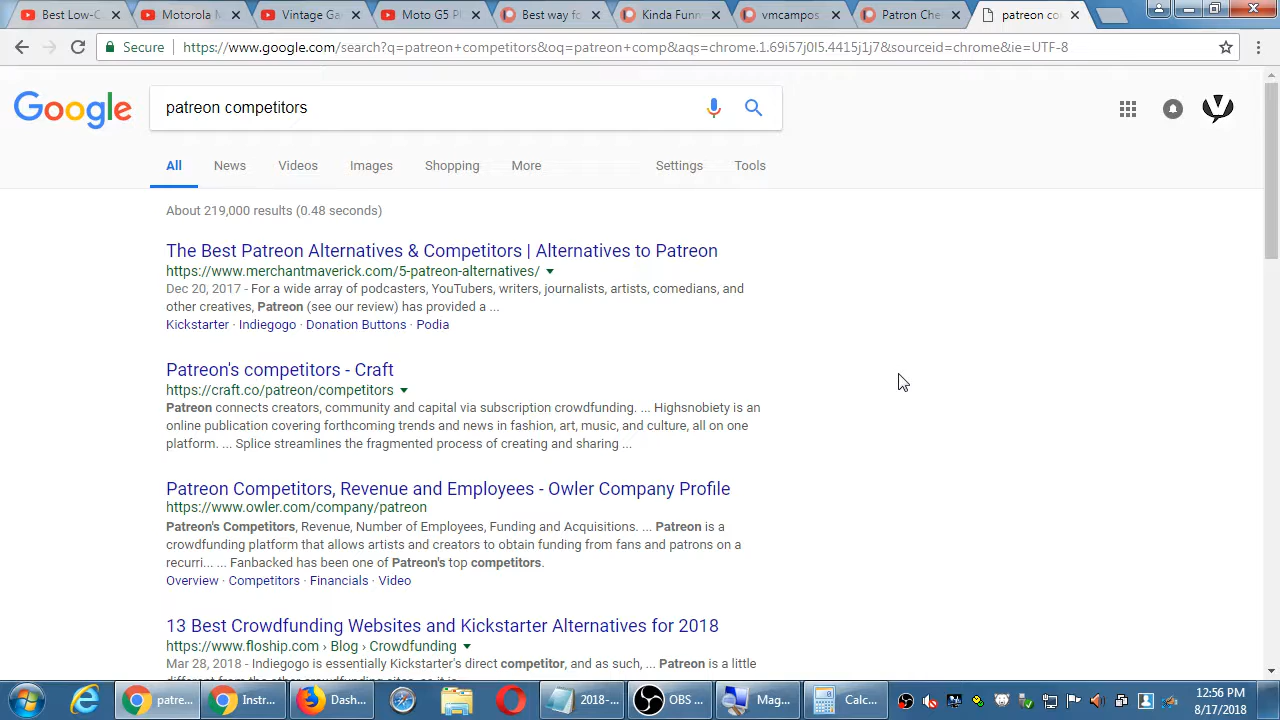 Best Low-C
Motorola M
Vintage Ga
Moto G5 Pl
Best way fo
Kinda Funn
vmcampos
Patron Che
patreon co
Secure
https://www.google.com/search?q=patreon+competitors&oq=patreon+comp&aqs=chrome.1.69i57j0l5.4415j1j7&sourceid=chrome&ie=UTF-8
Google
patreon competitors
All News Videos Images Shopping More Settings Tools
About 219,000 results (0.48 seconds)
The Best Patreon Alternatives & Competitors | Alternatives to Patreon
https://www.merchantmaverick.com/5-patreon-alternatives/
Dec 20, 2017 - For a wide array of podcasters, YouTubers, writers, journalists, artists, comedians, and
other creatives, Patreon (see our review) has provided a ...
Kickstarter · Indiegogo · Donation Buttons · Podia
Patreon's competitors - Craft
https://craft.co/patreon/competitors
Patreon connects creators, community and capital via subscription crowdfunding. ... Highsnobiety is an
online publication covering forthcoming trends and news in fashion, art, music, and culture, all on one
platform. ... Splice streamlines the fragmented process of creating and sharing ...
Patreon Competitors, Revenue and Employees - Owler Company Profile
https://www.owler.com/company/patreon
Patreon's Competitors, Revenue, Number of Employees, Funding and Acquisitions. ... Patreon is a
crowdfunding platform that allows artists and creators to obtain funding from fans and patrons on a
recurri... ... Fanbacked has been one of Patreon's top competitors.
Overview · Competitors · Financials · Video
13 Best Crowdfunding Websites and Kickstarter Alternatives for 2018
https://www.floship.com › Blog › Crowdfunding
Mar 28, 2018 - Indiegogo is essentially Kickstarter's direct competitor, and as such, ... Patreon is a little
different from the other crowdfunding sites, as it is
patre...
Instr...
Dash...
2018-...
OBS ...
Mag...
Calc...
12:56 PM
8/17/2018